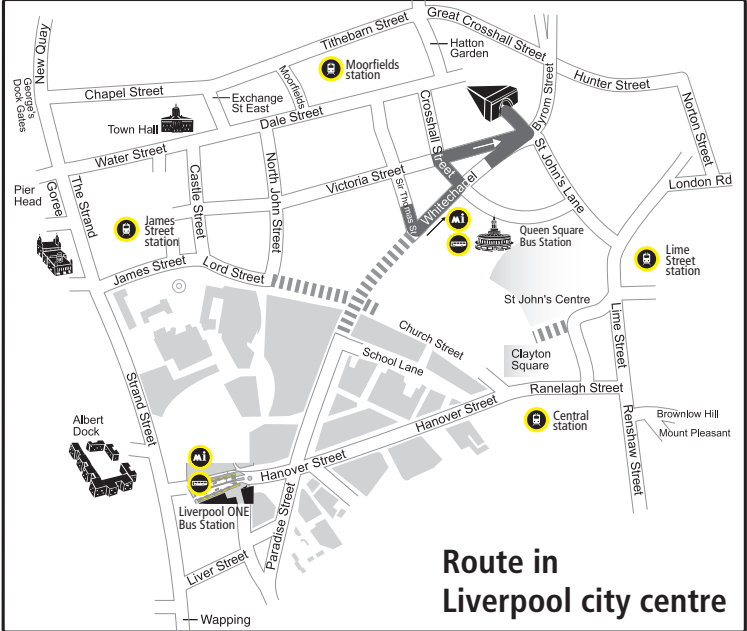 New Quay
George's
Dock Gates
Tithebarn Street
Great Crosshall Street
Hatton
Garden
Moorfields
station
Moorfields
Chapel Street
Exchange
St East
Town Hall
Dale Street
Water Street
Crosshall Street
Byrom Street
Hunter Street
Norton Street
London Rd
St John's Lane
Pier
Head
Goree
The Strand
Castle Street
North John Street
Victoria Street
Sir Thomas St
Whitechapel
James
Street
station
Queen Square
Bus Station
Lime
Street
station
James Street
Lord Street
St John's Centre
Church Street
School Lane
Clayton
Square
Lime Street
Ranelagh Street
Strand Street
Albert
Dock
Hanover Street
Hanover Street
Central
station
Renshaw Street
Brownlow Hill
Mount Pleasant
Liverpool ONE
Bus Station
Paradise Street
Liver Street
Wapping
Route in
Liverpool city centre